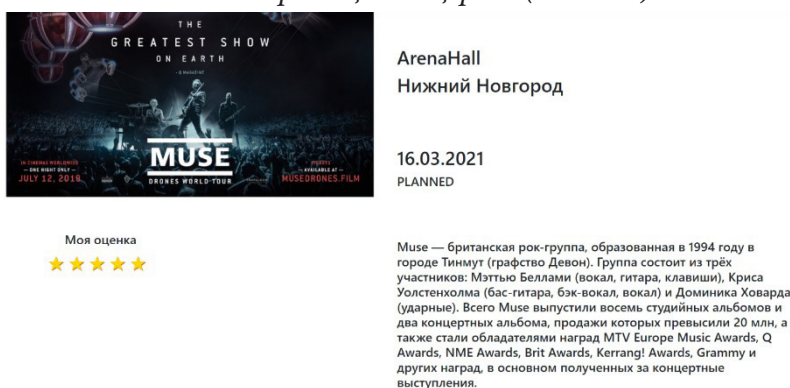 THE
GREATEST SHOW
ON EARTH
IN CINEMAS WORLDWIDE
— ONE NIGHT ONLY —
JULY 12, 2018
MUSE
DRONES WORLD TOUR
TICKETS
— AVAILABLE AT —
MUSEDRONES.FILM
ArenaHall
Нижний Новгород
16.03.2021
PLANNED
Моя оценка
Muse — британская рок-группа, образованная в 1994 году в
городе Тинмут (графство Девон). Группа состоит из трёх
участников: Мэттью Беллами (вокал, гитара, клавиши), Криса
Уолстенхолма (бас-гитара, бэк-вокал, вокал) и Доминика Ховарда
(ударные). Всего Muse выпустили восемь студийных альбомов и
два концертных альбома, продажи которых превысили 20 млн, а
также стали обладателями наград MTV Europe Music Awards, Q
Awards, NME Awards, Brit Awards, Kerrang! Awards, Grammy и
других наград, в основном полученных за концертные
выступления.